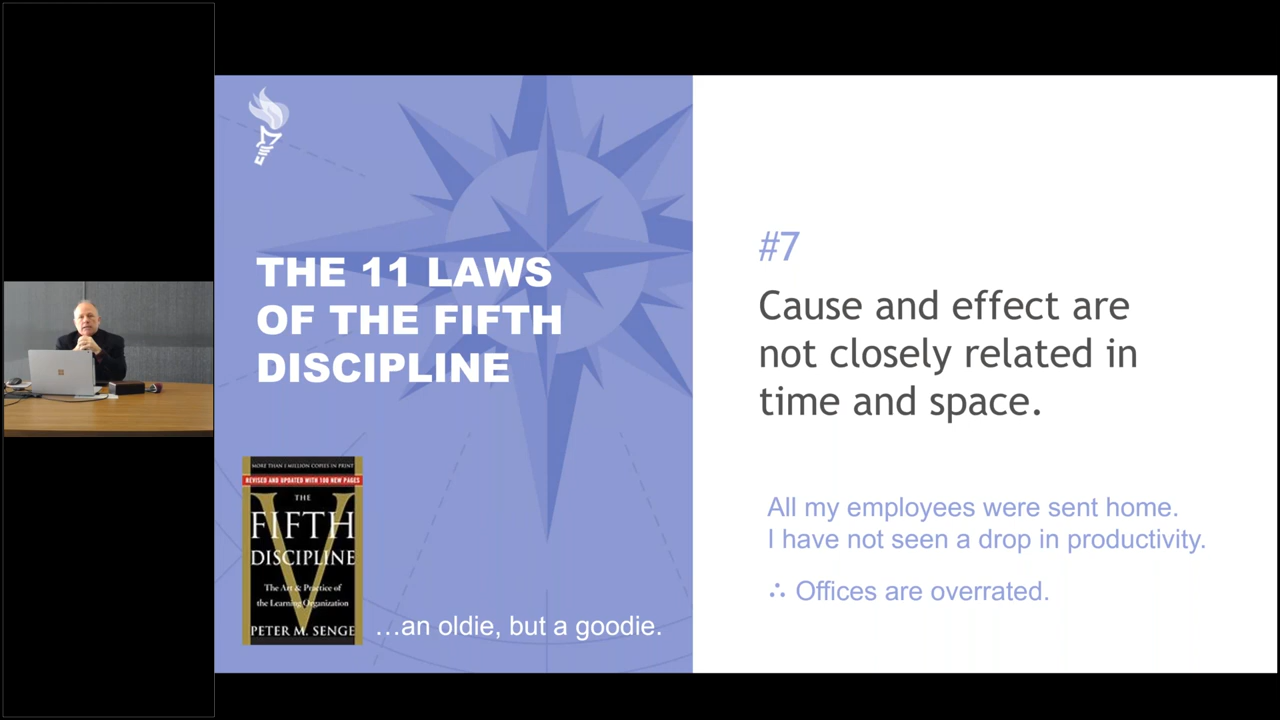 THE 11 LAWS
OF THE FIFTH
DISCIPLINE
MORE THAN 1 MILLION COPIES IN PRINT
REVISED AND UPDATED WITH 100 NEW PAGES
THE
FIFTH
DISCIPLINE
The Art & Practice of
the Learning Organization
PETER M. SENGE
…an oldie, but a goodie.
#7
Cause and effect are
not closely related in
time and space.
All my employees were sent home.
I have not seen a drop in productivity.
∴ Offices are overrated.